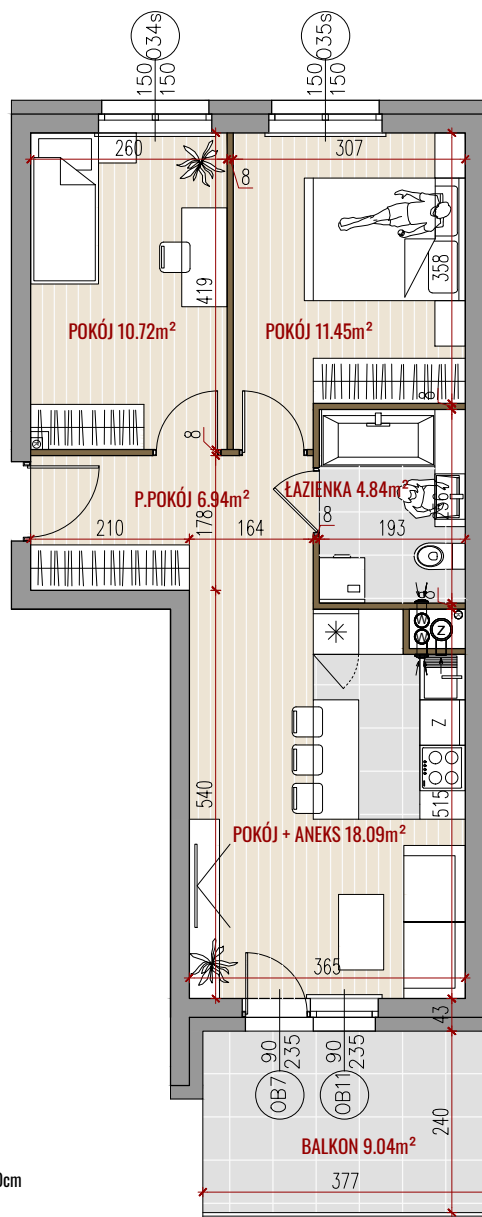 150 034s
150
150 035s
150
260
8
307
419
358
POKÓJ 10.72m²
POKÓJ 11.45m²
8
8
P.POKÓJ 6.94m²
ŁAZIENKA 4.84m²
210
178
164
8
193
8
W
W
Z
Z
540
515
POKÓJ + ANEKS 18.09m²
365
43
90
235
OB7
90
235
OB11
240
BALKON 9.04m²
377
0cm